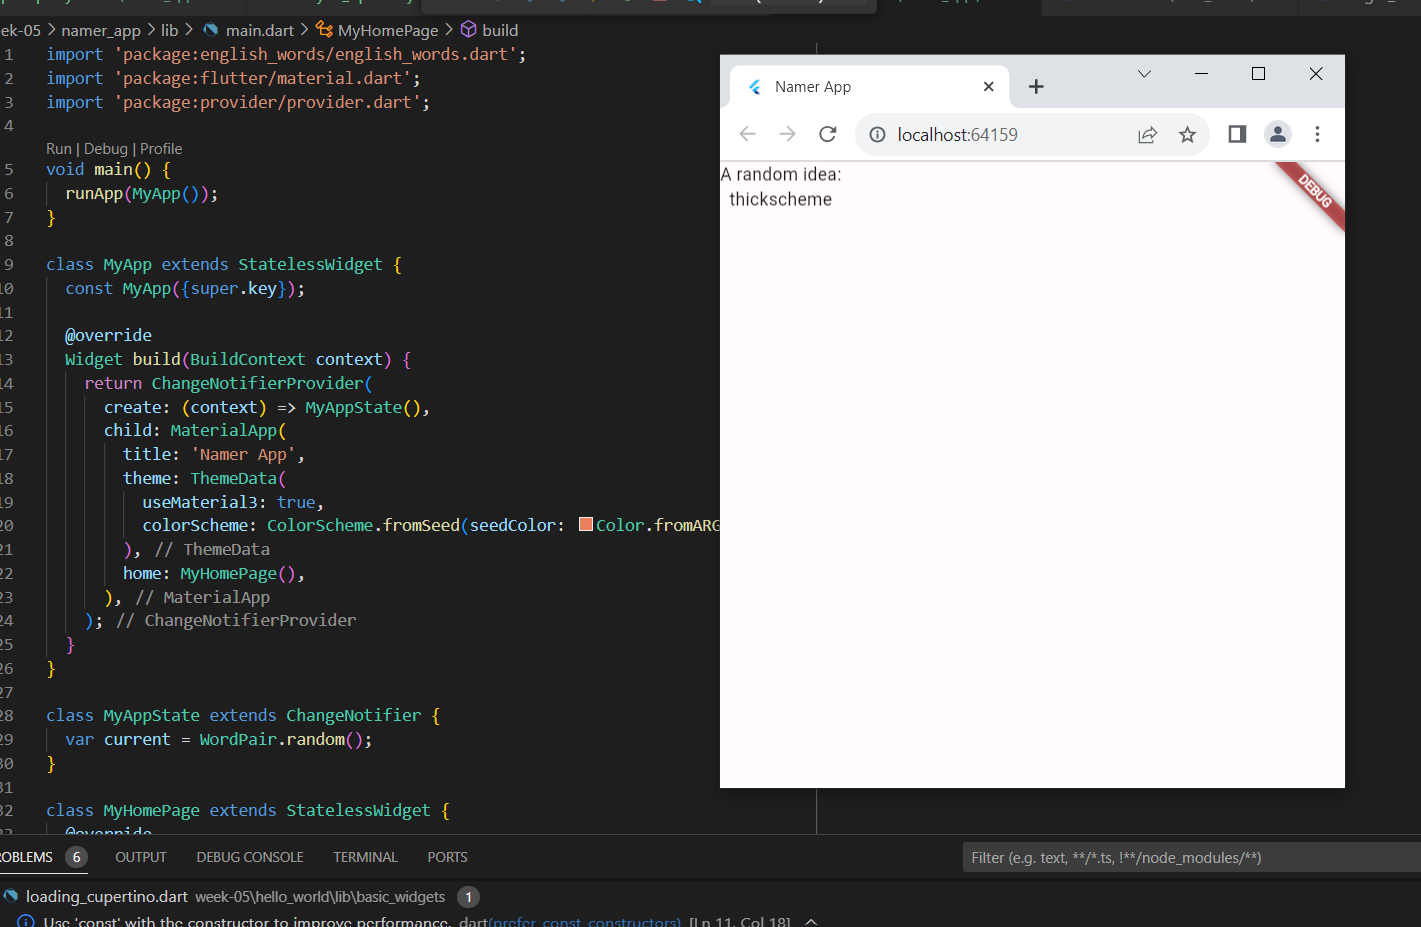 ek-05 > namer_app > lib > main.dart > MyHomePage > build
1 import 'package:english_words/english_words.dart';
2 import 'package:flutter/material.dart';
3 import 'package:provider/provider.dart';
4
Run | Debug | Profile
5 void main() {
6 runApp(MyApp());
7 }
8
9 class MyApp extends StatelessWidget {
10 const MyApp({super.key});
11
12 @override
13 Widget build(BuildContext context) {
14 return ChangeNotifierProvider(
15 create: (context) => MyAppState(),
16 child: MaterialApp(
17 title: 'Namer App',
18 theme: ThemeData(
19 useMaterial3: true,
20 colorScheme: ColorScheme.fromSeed(seedColor: Color.fromARG
21 ), // ThemeData
22 home: MyHomePage(),
23 ), // MaterialApp
24 ); // ChangeNotifierProvider
25 }
26 }
27
28 class MyAppState extends ChangeNotifier {
29 var current = WordPair.random();
30 }
31
32 class MyHomePage extends StatelessWidget {
@override
Namer App
localhost:64159
A random idea:
thickscheme
DEBUG
ROBLEMS 6 OUTPUT DEBUG CONSOLE TERMINAL PORTS
Filter (e.g. text, **/*.ts, !**/node_modules/**)
loading_cupertino.dart week-05\hello_world\lib\basic_widgets 1
Use 'const' with the constructor to improve performance. dart(prefer_const_constructors) [Ln 11, Col 18]